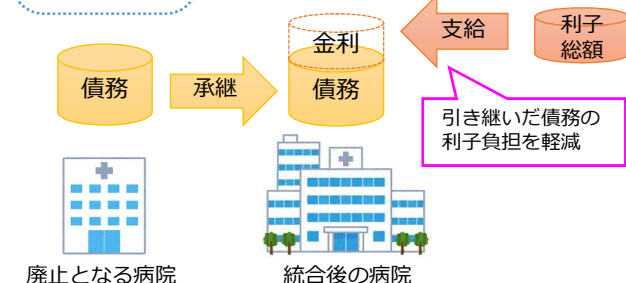 金利
支給
利子
総額
債務
承継
債務
引き継いだ債務の
利子負担を軽減
廃止となる病院
統合後の病院